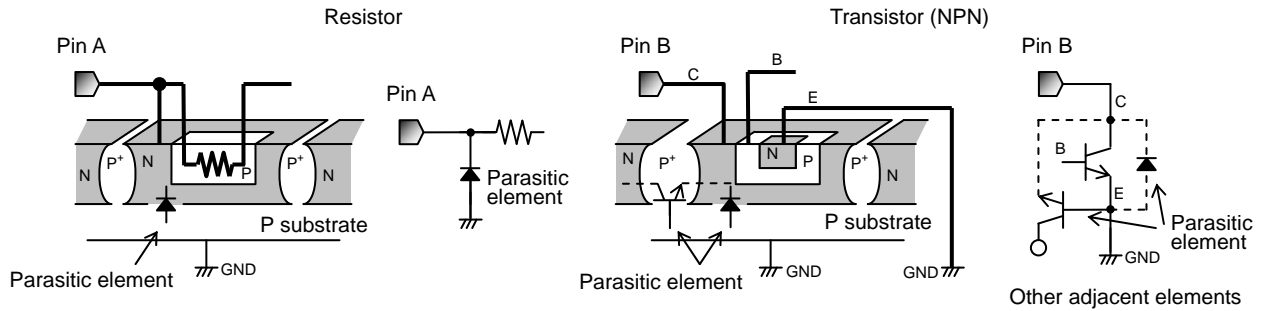 Resistor
Transistor (NPN)
Pin A
Pin B
Pin B
B
C
E
C
Pin A
N
P+
N
P
P+
N
N
P+
N
P
P+
N
B
E
Parasitic
element
P substrate
P substrate
Parasitic
element
GND
GND
GND
GND
Parasitic element
Parasitic element
Other adjacent elements